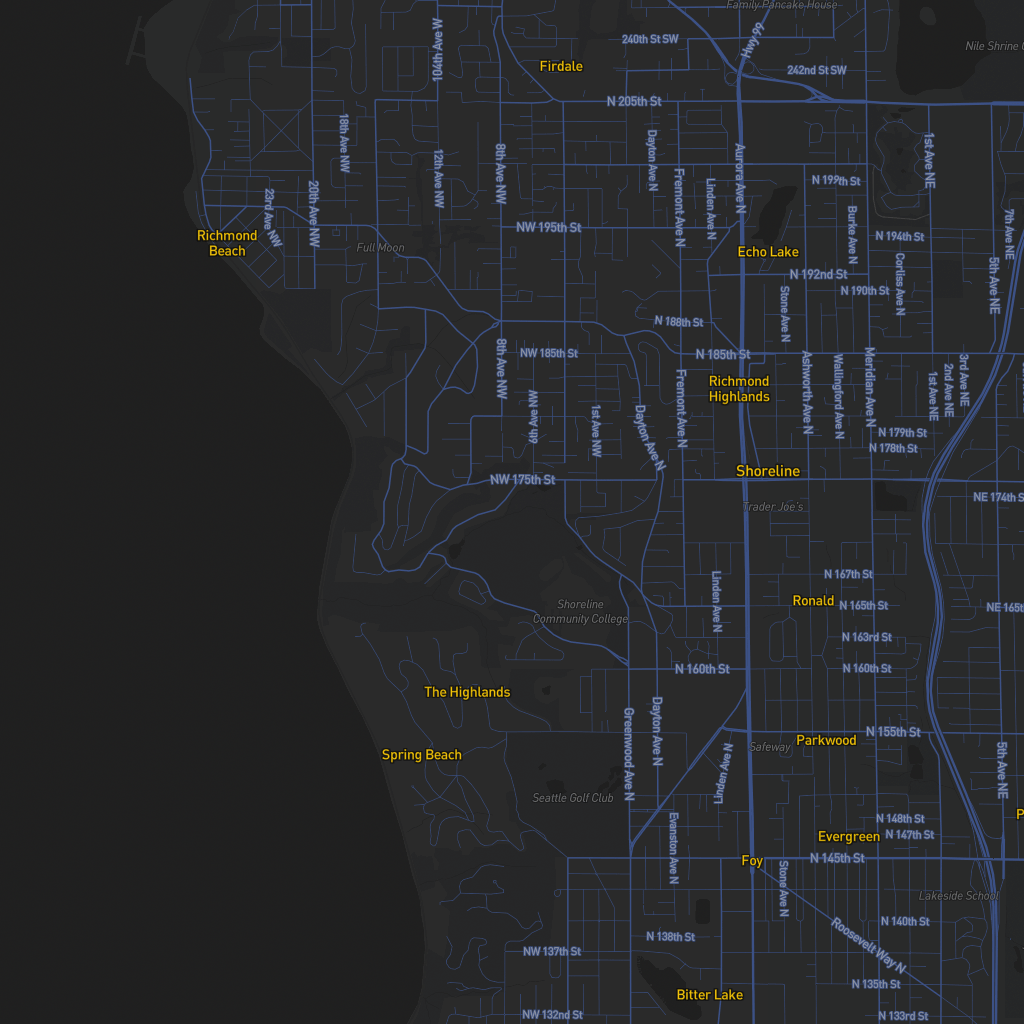 Family Pancake House
104th Ave W
240th St SW
Hwy 99
Nile Shrine
Firdale
242nd St SW
N 205th St
18th Ave NW
12th Ave NW
8th Ave NW
Dayton Ave N
Fremont Ave N
Linden Ave N
Aurora Ave N
1st Ave NE
N 199th St
20th Ave NW
23rd Ave NW
Richmond
Beach
Full Moon
NW 195th St
Burke Ave N
N 194th St
7th Ave NE
Echo Lake
N 192nd St
Corliss Ave N
5th Ave NE
N 190th St
Stone Ave N
N 188th St
8th Ave NW
NW 185th St
N 185th St
Richmond
Highlands
Fremont Ave N
Ashworth Ave N
Wallingford Ave N
Meridian Ave N
1st Ave NE
2nd Ave NE
3rd Ave NE
6th Ave NW
1st Ave NW
Dayton Ave N
N 179th St
N 178th St
Shoreline
NW 175th St
NE 174th St
Trader Joe's
N 167th St
Linden Ave N
Ronald
N 165th St
NE 165t
Shoreline
Community College
N 163rd St
N 160th St
N 160th St
The Highlands
Greenwood Ave N
Dayton Ave N
Spring Beach
Parkwood
N 155th St
Safeway
5th Ave NE
Linden Ave N
Seattle Golf Club
N 148th St
Evergreen
N 147th St
P
Evanston Ave N
Foy
N 145th St
Stone Ave N
Lakeside School
N 140th St
Roosevelt Way N
N 138th St
NW 137th St
N 135th St
Bitter Lake
NW 132nd St
N 133rd St